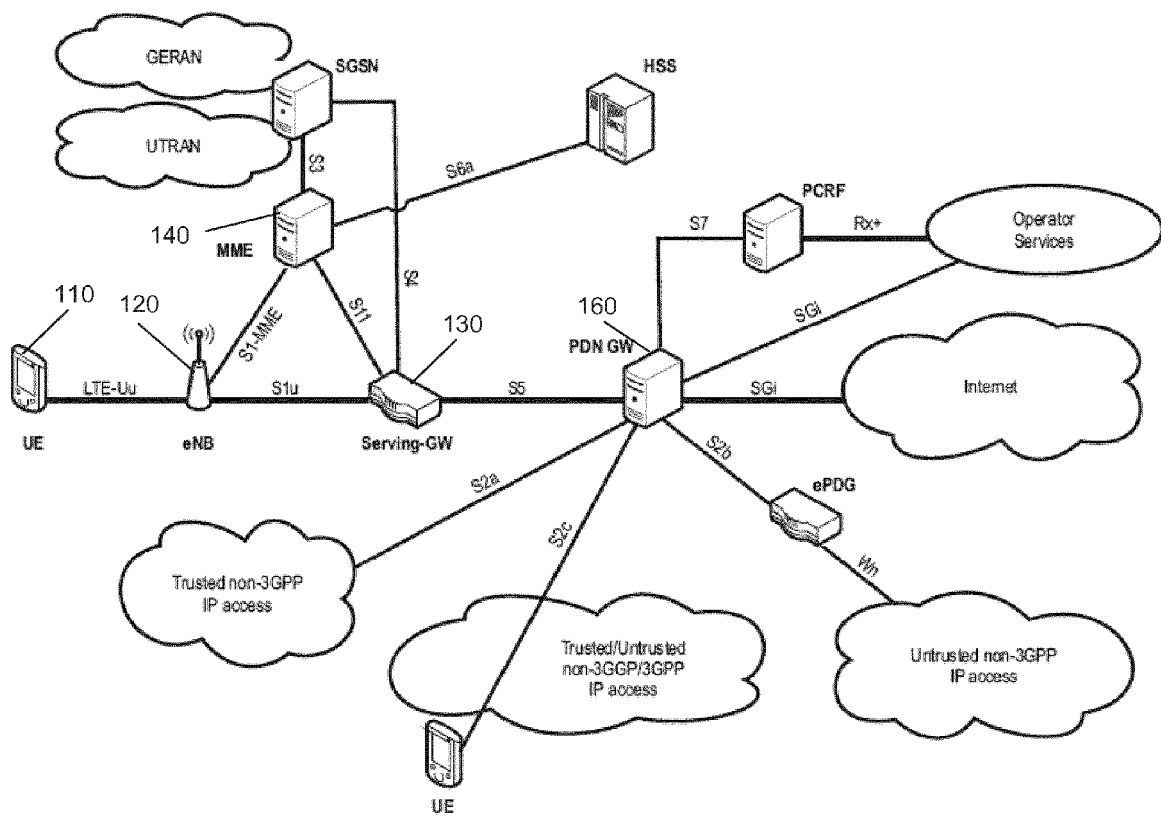 GERAN
SGSN
HSS
UTRAN
S3
S6a
140
MME
PCRF
S7
Rx+
Operator
Services
S4
110
120
S1-MME
S11
130
160
PDN GW
SGi
LTE-Uu
S1u
S5
SGi
Internet
UE
eNB
Serving-GW
S2a
S2b
ePDG
S2c
Wn
Trusted non-3GPP
IP access
Trusted/Untrusted
non-3GGP/3GPP
IP access
Untrusted non-3GPP
IP access
UE